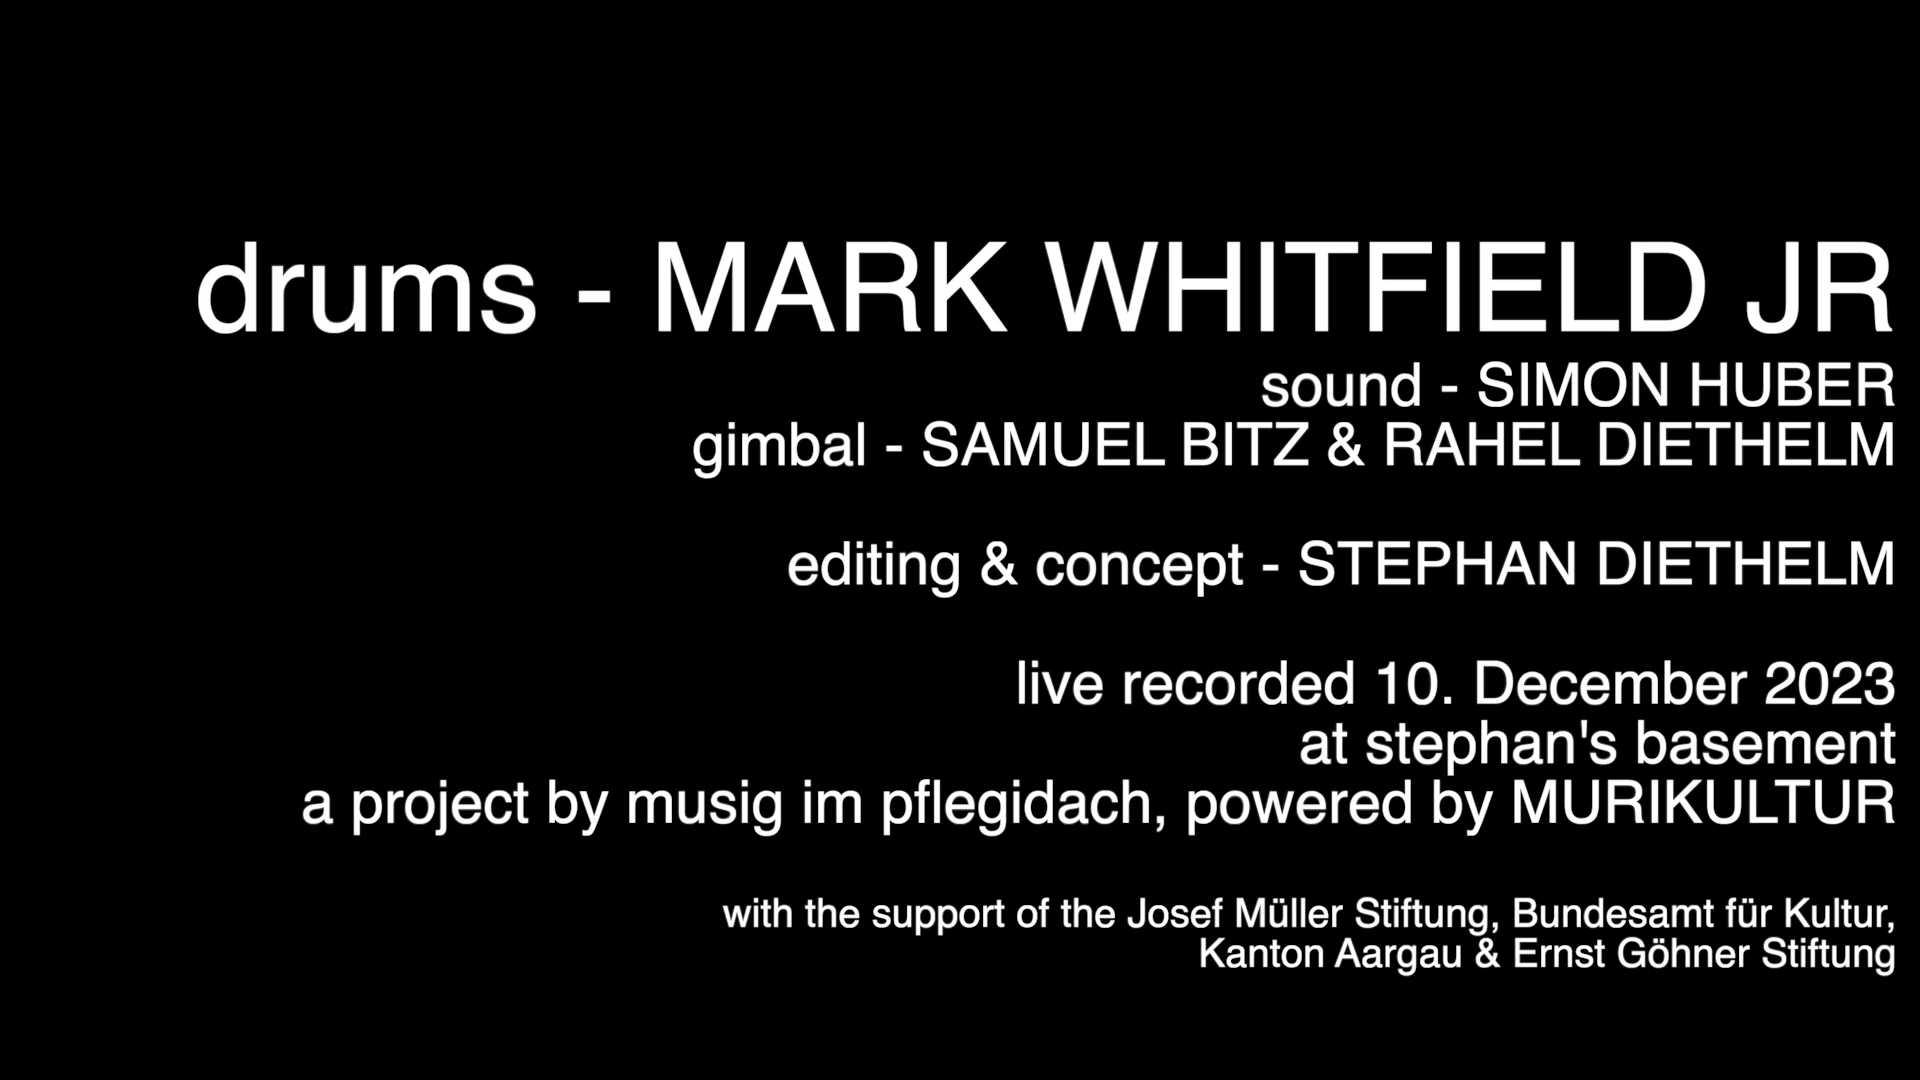 drums - MARK WHITFIELD JR
sound - SIMON HUBER
gimbal - SAMUEL BITZ & RAHEL DIETHELM
editing & concept - STEPHAN DIETHELM
live recorded 10. December 2023
at stephan's basement
a project by musig im pflegidach, powered by MURIKULTUR
with the support of the Josef Müller Stiftung, Bundesamt für Kultur,
Kanton Aargau & Ernst Göhner Stiftung